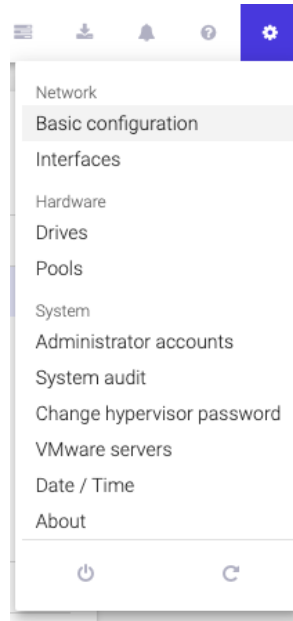 Network
Basic configuration
Interfaces
Hardware
Drives
Pools
System
Administrator accounts
System audit
Change hypervisor password
VMware servers
Date / Time
About